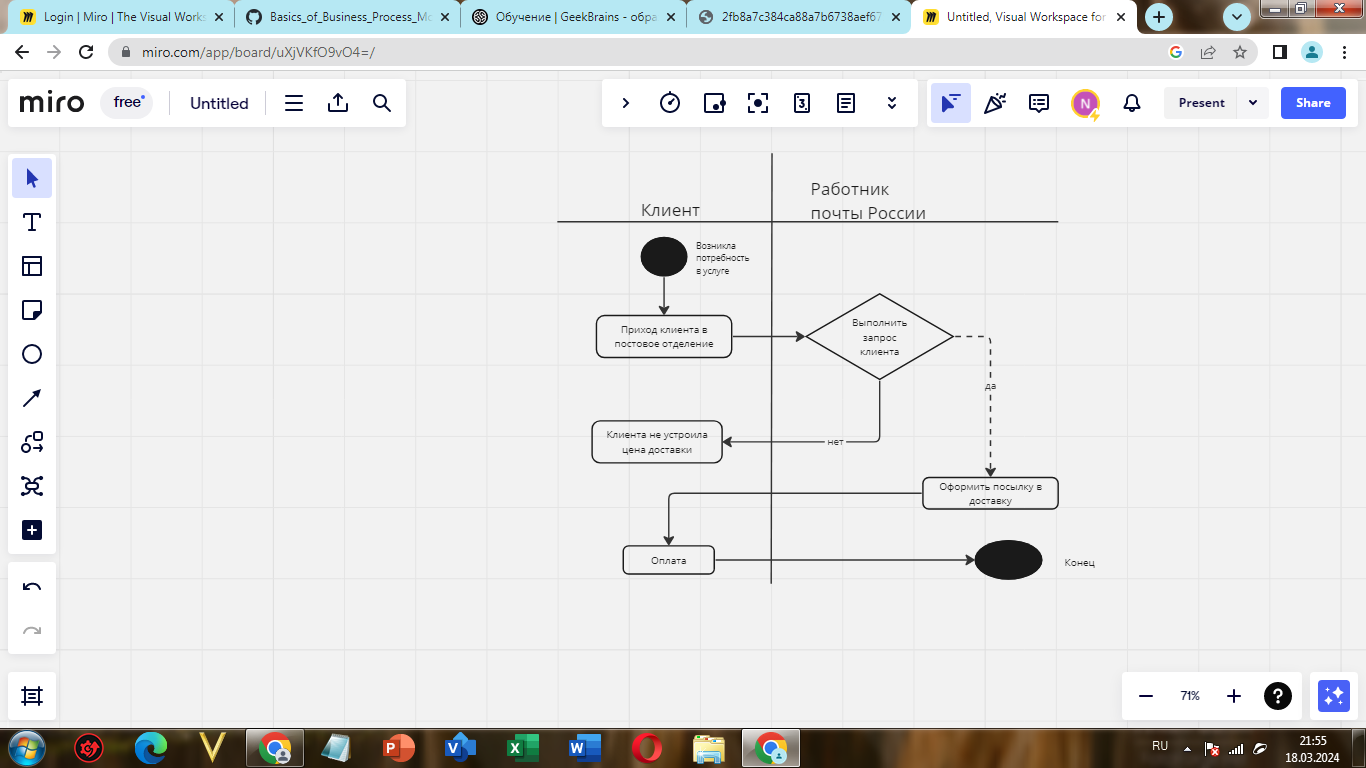 Login | Miro | The Visual Works
Basics_of_Business_Process_Mo
Обучение | GeekBrains - обра
2fb8a7c384ca88a7b6738aef67
Untitled, Visual Workspace for
miro.com/app/board/uXjVKfO9vO4=/
miro
free
Untitled
3
N
Present
Share
Клиент
Работник
почты России
Возникла
потребность
в услуге
Приход клиента в
постовое отделение
Выполнить
запрос
клиента
да
Клиента не устроила
цена доставки
нет
Оформить посылку в
доставку
Оплата
Конец
71%
?
RU
21:55
18.03.2024